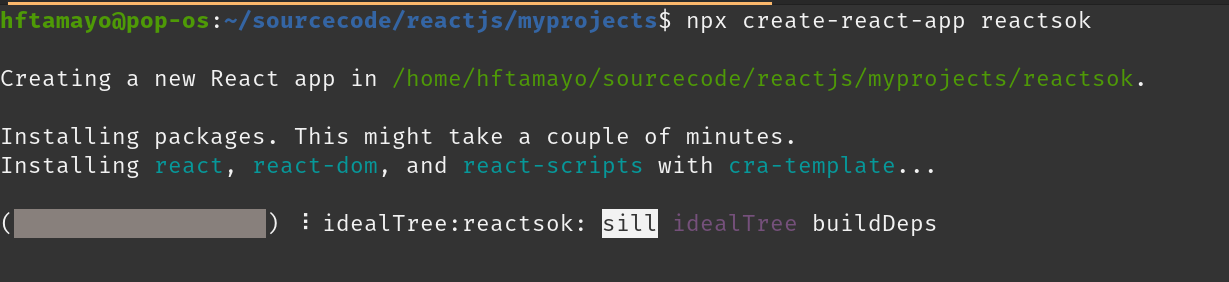 hftamayo@pop-os:~/sourcecode/reactjs/myprojects$ npx create-react-app reactsok
Creating a new React app in /home/hftamayo/sourcecode/reactjs/myprojects/reactsok.
Installing packages. This might take a couple of minutes.
Installing react, react-dom, and react-scripts with cra-template...
(                  ) ⠸ idealTree:reactsok: sill idealTree buildDeps